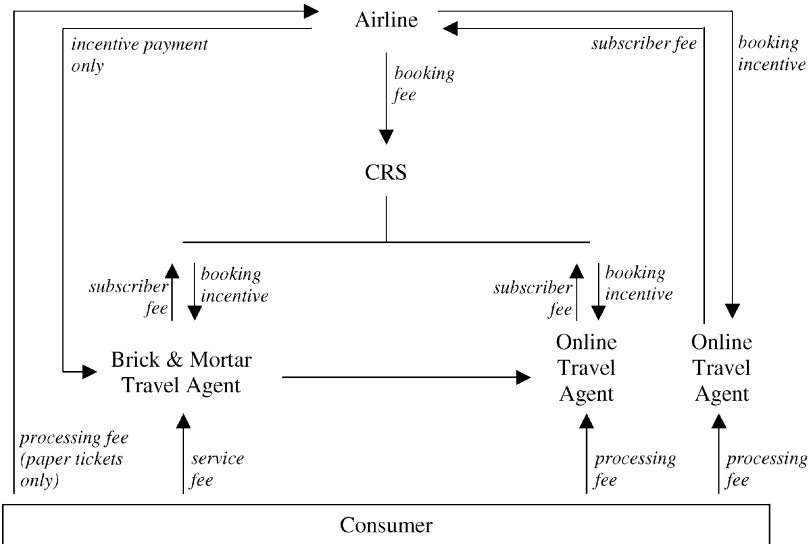 Airline
incentive payment
only
subscriber fee
booking
incentive
booking
fee
CRS
subscriber
fee
booking
incentive
subscriber
fee
booking
incentive
Brick & Mortar
Travel Agent
Online
Travel
Agent
Online
Travel
Agent
processing fee
(paper tickets
only)
service
fee
processing
fee
processing
fee
Consumer